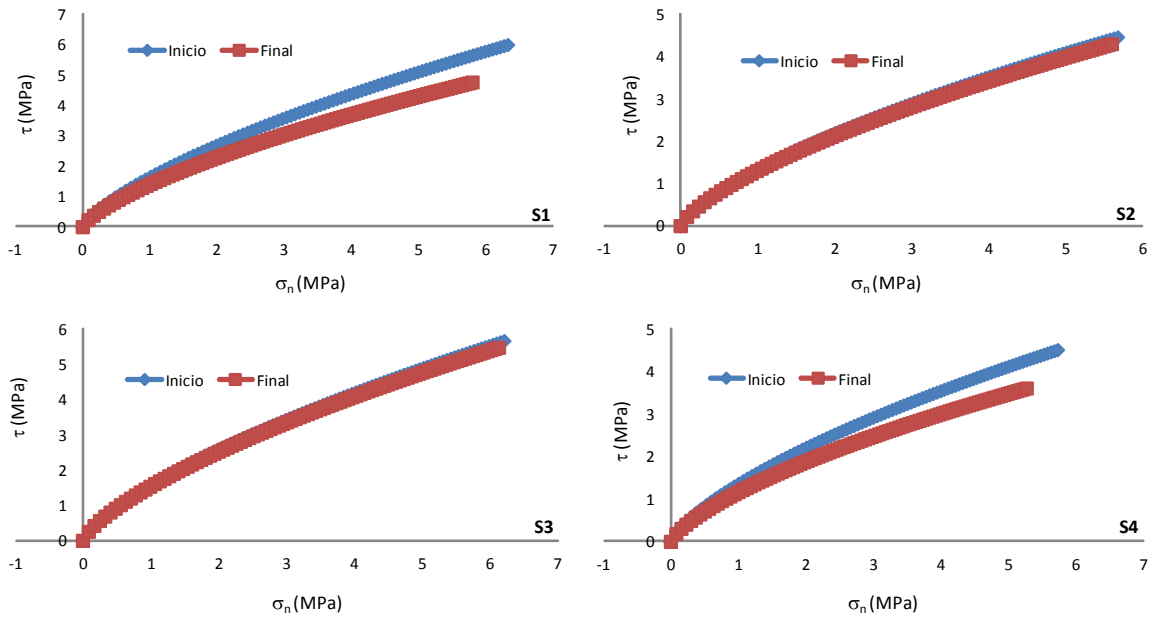 7
6
5
4
3
2
1
0
τ (MPa)
Inicio Final
S1
-1 0 1 2 3 4 5 6 7
σn (MPa)
5
4
3
2
1
0
τ (MPa)
Inicio Final
S2
-1 0 1 2 3 4 5 6
σn (MPa)
6
5
4
3
2
1
0
τ (MPa)
Inicio Final
S3
-1 0 1 2 3 4 5 6 7
σn (MPa)
5
4
3
2
1
0
τ (MPa)
Inicio Final
S4
-1 0 1 2 3 4 5 6 7
σn (MPa)